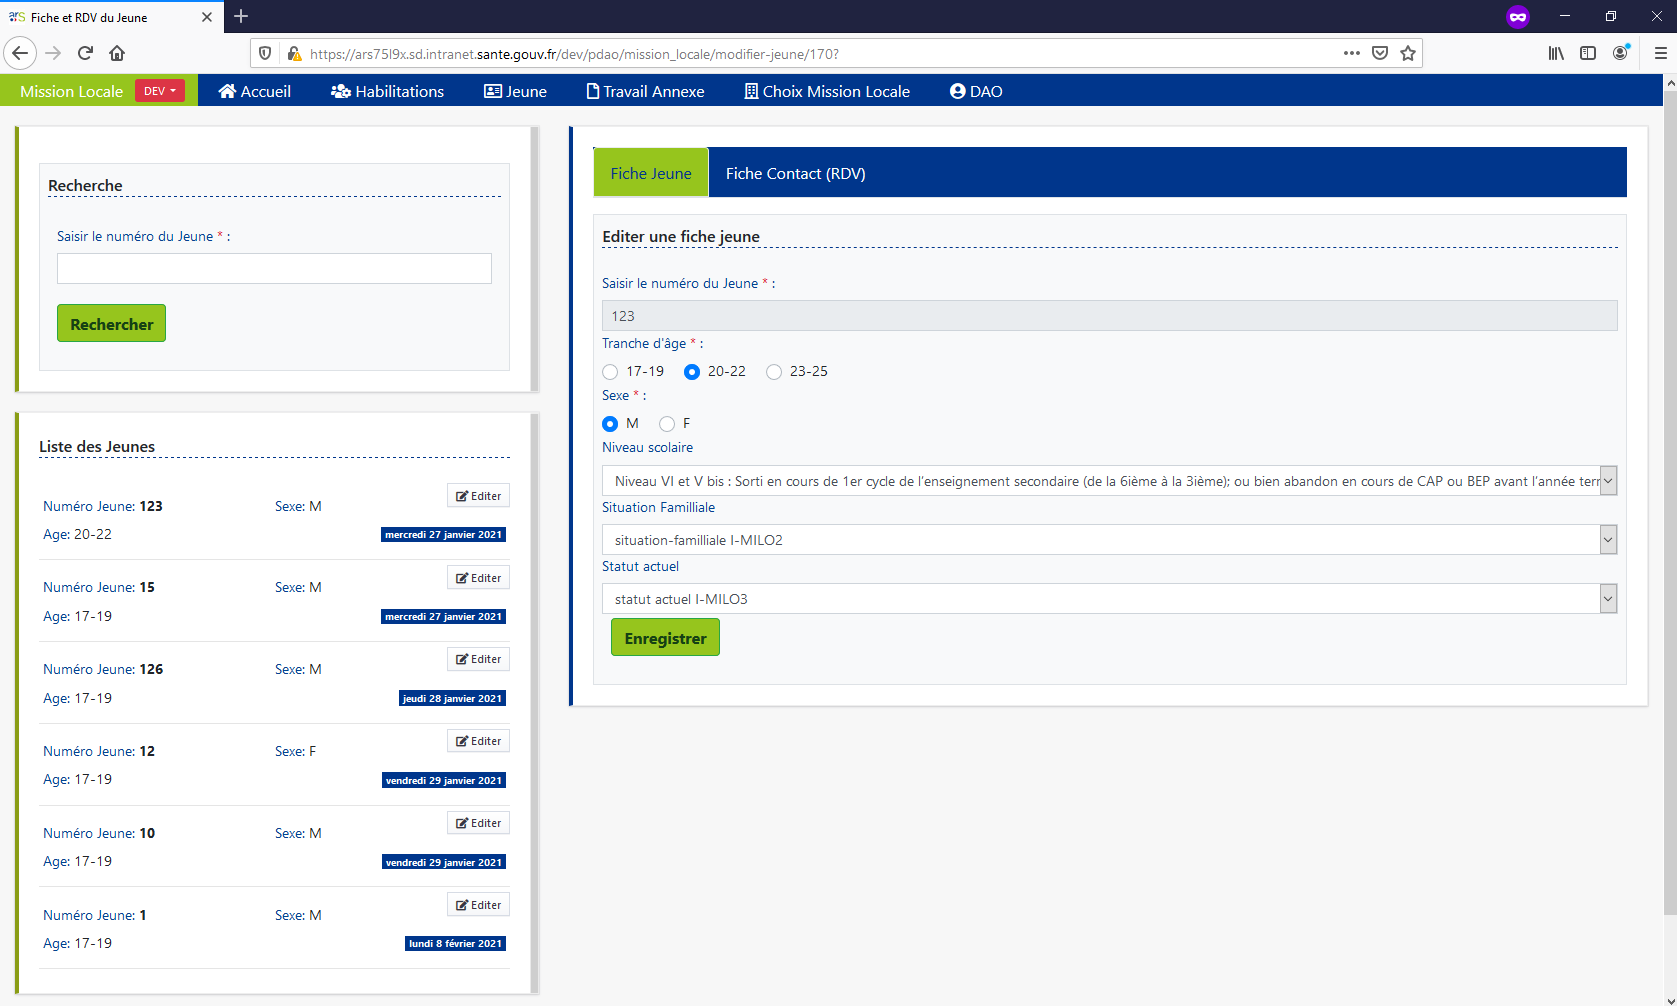 ars Fiche et RDV du Jeune
https://ars75l9x.sd.intranet.sante.gouv.fr/dev/pdao/mission_locale/modifier-jeune/170?
Mission Locale DEV Accueil Habilitations Jeune Travail Annexe Choix Mission Locale DAO
Recherche
Saisir le numéro du Jeune * :
Rechercher
Liste des Jeunes
Numéro Jeune: 123 Sexe: M Editer
Age: 20-22 mercredi 27 janvier 2021
Numéro Jeune: 15 Sexe: M Editer
Age: 17-19 mercredi 27 janvier 2021
Numéro Jeune: 126 Sexe: M Editer
Age: 17-19 jeudi 28 janvier 2021
Numéro Jeune: 12 Sexe: F Editer
Age: 17-19 vendredi 29 janvier 2021
Numéro Jeune: 10 Sexe: M Editer
Age: 17-19 vendredi 29 janvier 2021
Numéro Jeune: 1 Sexe: M Editer
Age: 17-19 lundi 8 février 2021
Fiche Jeune Fiche Contact (RDV)
Editer une fiche jeune
Saisir le numéro du Jeune * :
123
Tranche d'âge * :
17-19 20-22 23-25
Sexe * :
M F
Niveau scolaire
Niveau VI et V bis : Sorti en cours de 1er cycle de l'enseignement secondaire (de la 6ième à la 3ième); ou bien abandon en cours de CAP ou BEP avant l'année terr
Situation Familliale
situation-familliale I-MILO2
Statut actuel
statut actuel I-MILO3
Enregistrer